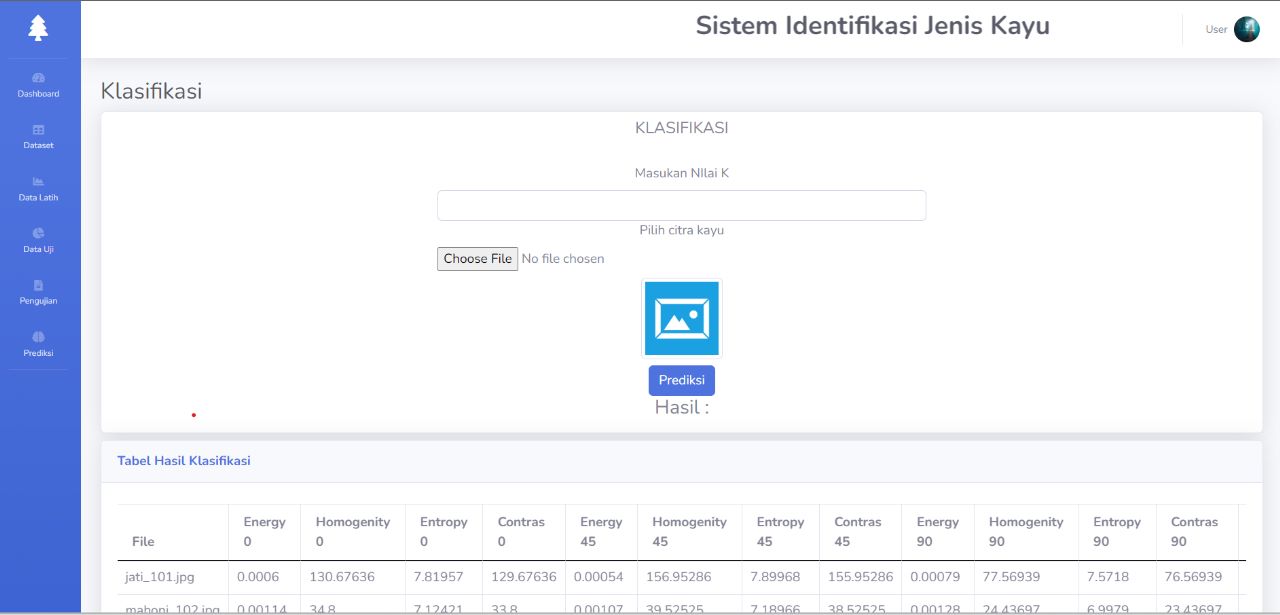 Sistem Identifikasi Jenis Kayu
User
Dashboard
Dataset
Data Latih
Data Uji
Pengujian
Prediksi
Klasifikasi
KLASIFIKASI
Masukan NIlai K
Pilih citra kayu
Choose File No file chosen
Prediksi
Hasil :
Tabel Hasil Klasifikasi
File Energy 0 Homogenity 0 Entropy 0 Contras 0 Energy 45 Homogenity 45 Entropy 45 Contras 45 Energy 90 Homogenity 90 Entropy 90 Contras 90
jati_101.jpg 0.0006 130.67636 7.81957 129.67636 0.00054 156.95286 7.89968 155.95286 0.00079 77.56939 7.5718 76.56939
mahoni_102.jpg 0.00114 34.8 7.12421 33.8 0.00107 39.52525 7.18966 38.52525 0.00128 24.43697 6.9979 23.43697